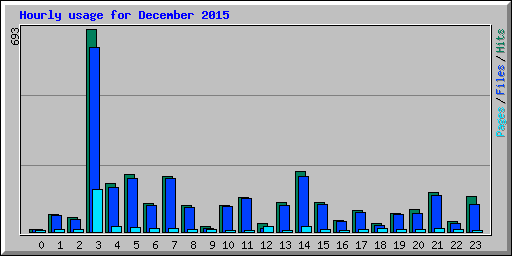 Hourly usage for December 2015
693
Pages/Files/Hits
0 1 2 3 4 5 6 7 8 9 10 11 12 13 14 15 16 17 18 19 20 21 22 23